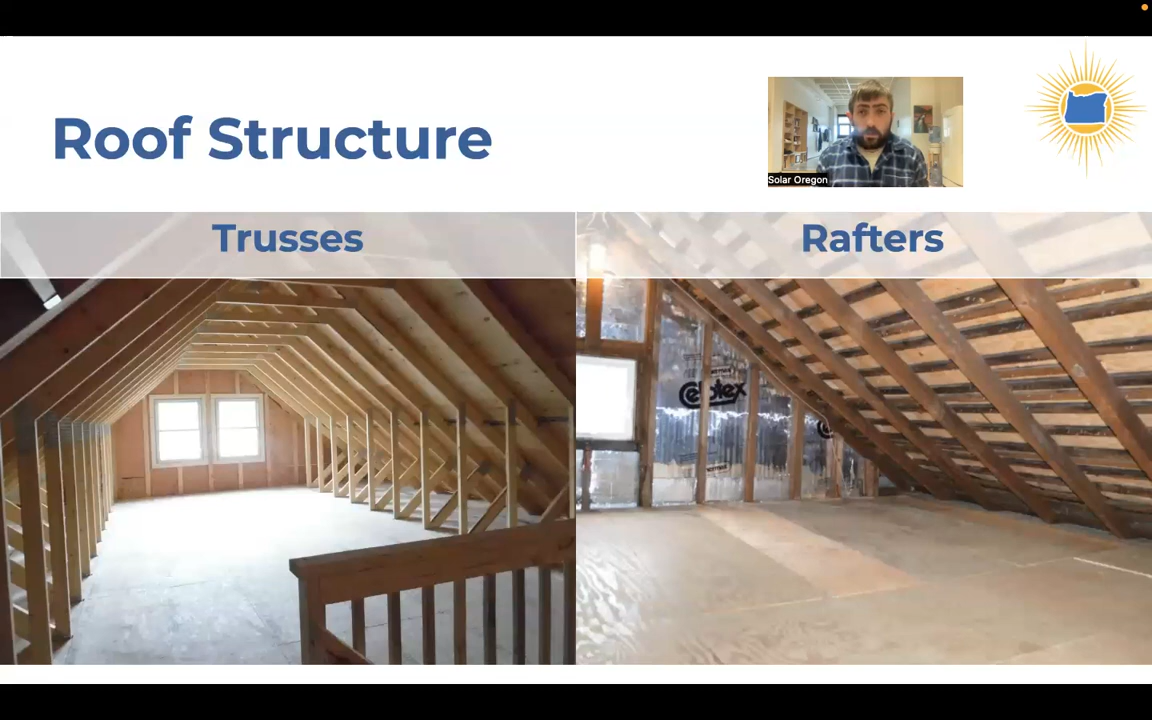 Roof Structure
Solar Oregon
Trusses
Rafters
Celotex